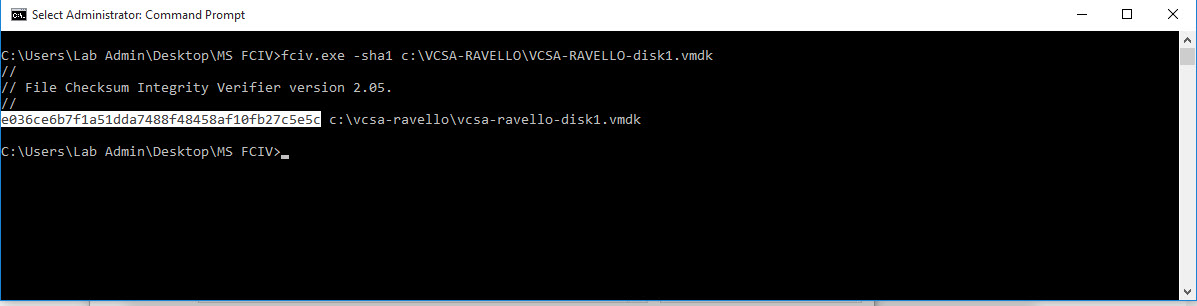 Select Administrator: Command Prompt
C:\Users\Lab Admin\Desktop\MS FCIV>fciv.exe -sha1 c:\VCSA-RAVELLO\VCSA-RAVELLO-disk1.vmdk
//
// File Checksum Integrity Verifier version 2.05.
//
e036ce6b7f1a51dda7488f48458af10fb27c5e5c c:\vcsa-ravello\vcsa-ravello-disk1.vmdk
C:\Users\Lab Admin\Desktop\MS FCIV>